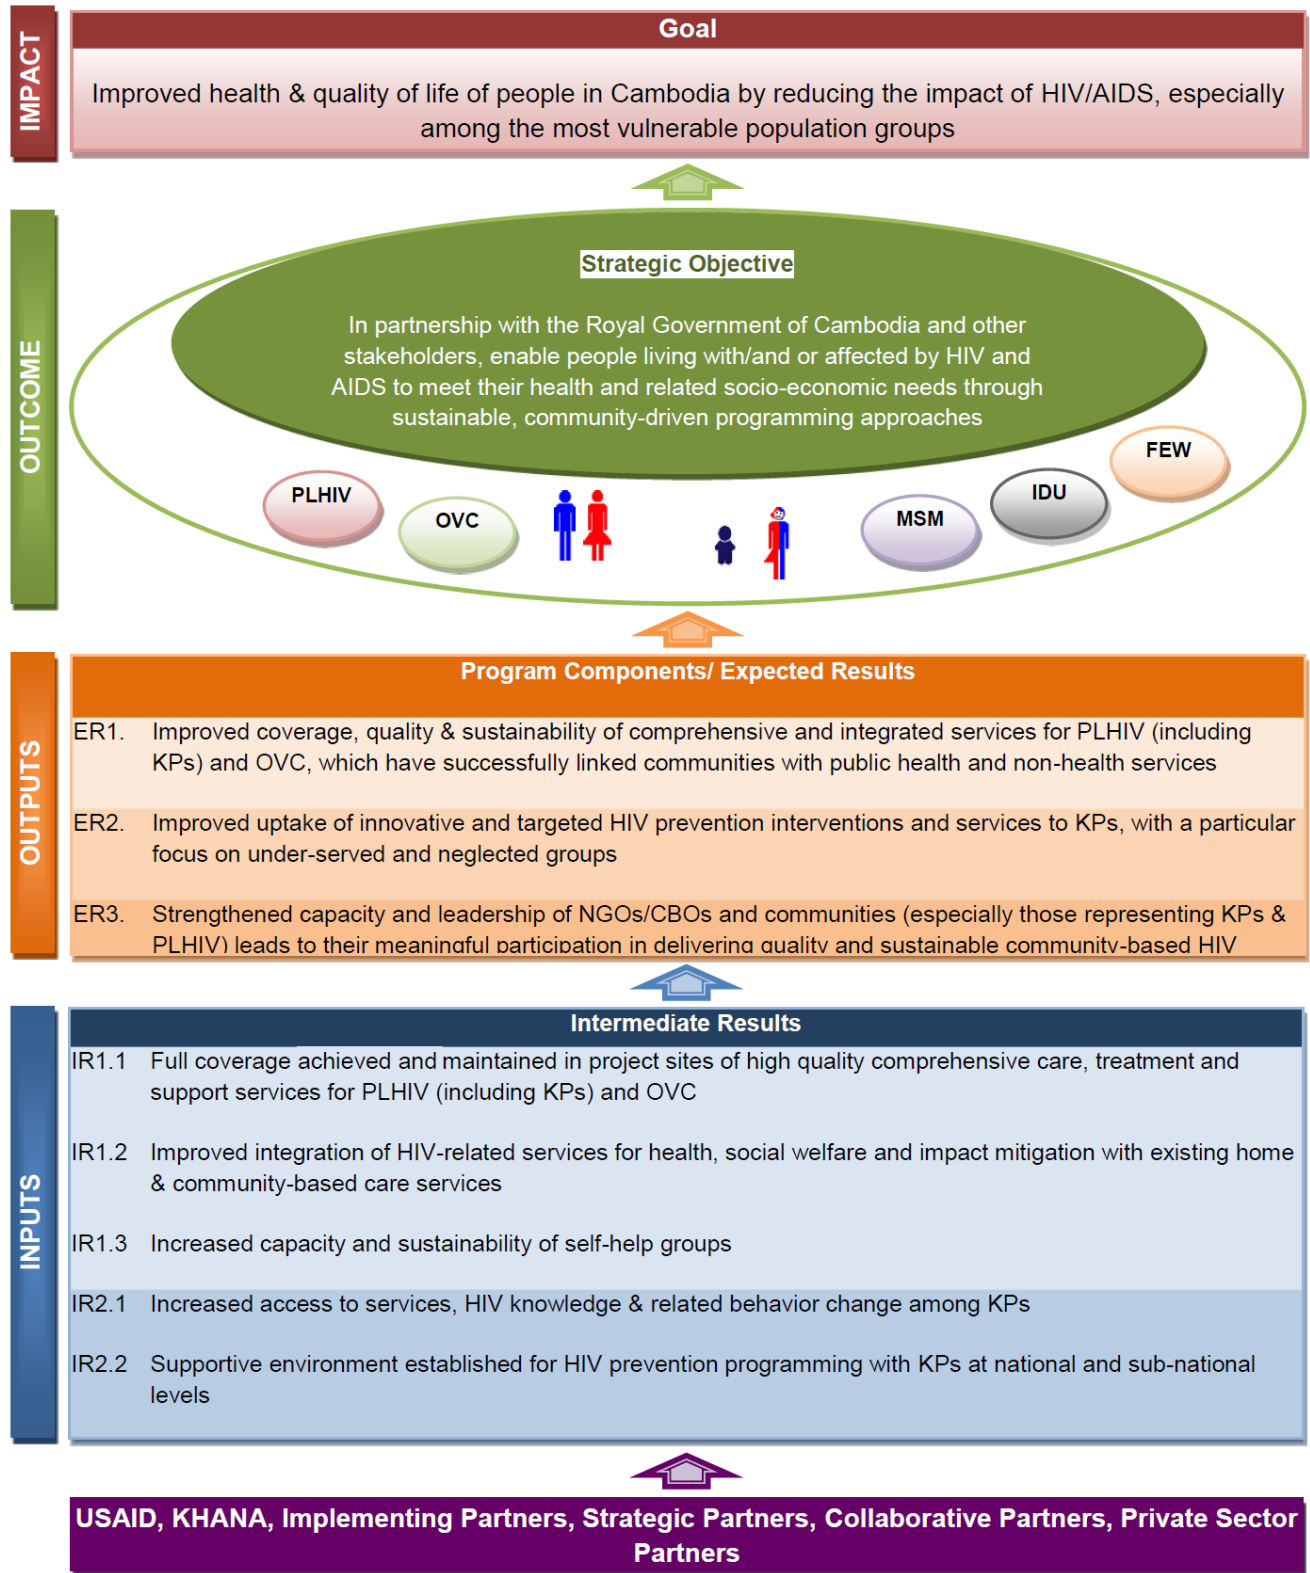 IMPACT
Goal
Improved health & quality of life of people in Cambodia by reducing the impact of HIV/AIDS, especially
among the most vulnerable population groups
OUTCOME
Strategic Objective
In partnership with the Royal Government of Cambodia and other
stakeholders, enable people living with/and or affected by HIV and
AIDS to meet their health and related socio-economic needs through
sustainable, community-driven programming approaches
PLHIV
OVC
MSM
IDU
FEW
OUTPUTS
Program Components/ Expected Results
ER1. Improved coverage, quality & sustainability of comprehensive and integrated services for PLHIV (including
KPs) and OVC, which have successfully linked communities with public health and non-health services
ER2. Improved uptake of innovative and targeted HIV prevention interventions and services to KPs, with a particular
focus on under-served and neglected groups
ER3. Strengthened capacity and leadership of NGOs/CBOs and communities (especially those representing KPs &
PLHIV) leads to their meaningful participation in delivering quality and sustainable community-based HIV
INPUTS
Intermediate Results
IR1.1 Full coverage achieved and maintained in project sites of high quality comprehensive care, treatment and
support services for PLHIV (including KPs) and OVC
IR1.2 Improved integration of HIV-related services for health, social welfare and impact mitigation with existing home
& community-based care services
IR1.3 Increased capacity and sustainability of self-help groups
IR2.1 Increased access to services, HIV knowledge & related behavior change among KPs
IR2.2 Supportive environment established for HIV prevention programming with KPs at national and sub-national
levels
USAID, KHANA, Implementing Partners, Strategic Partners, Collaborative Partners, Private Sector
Partners